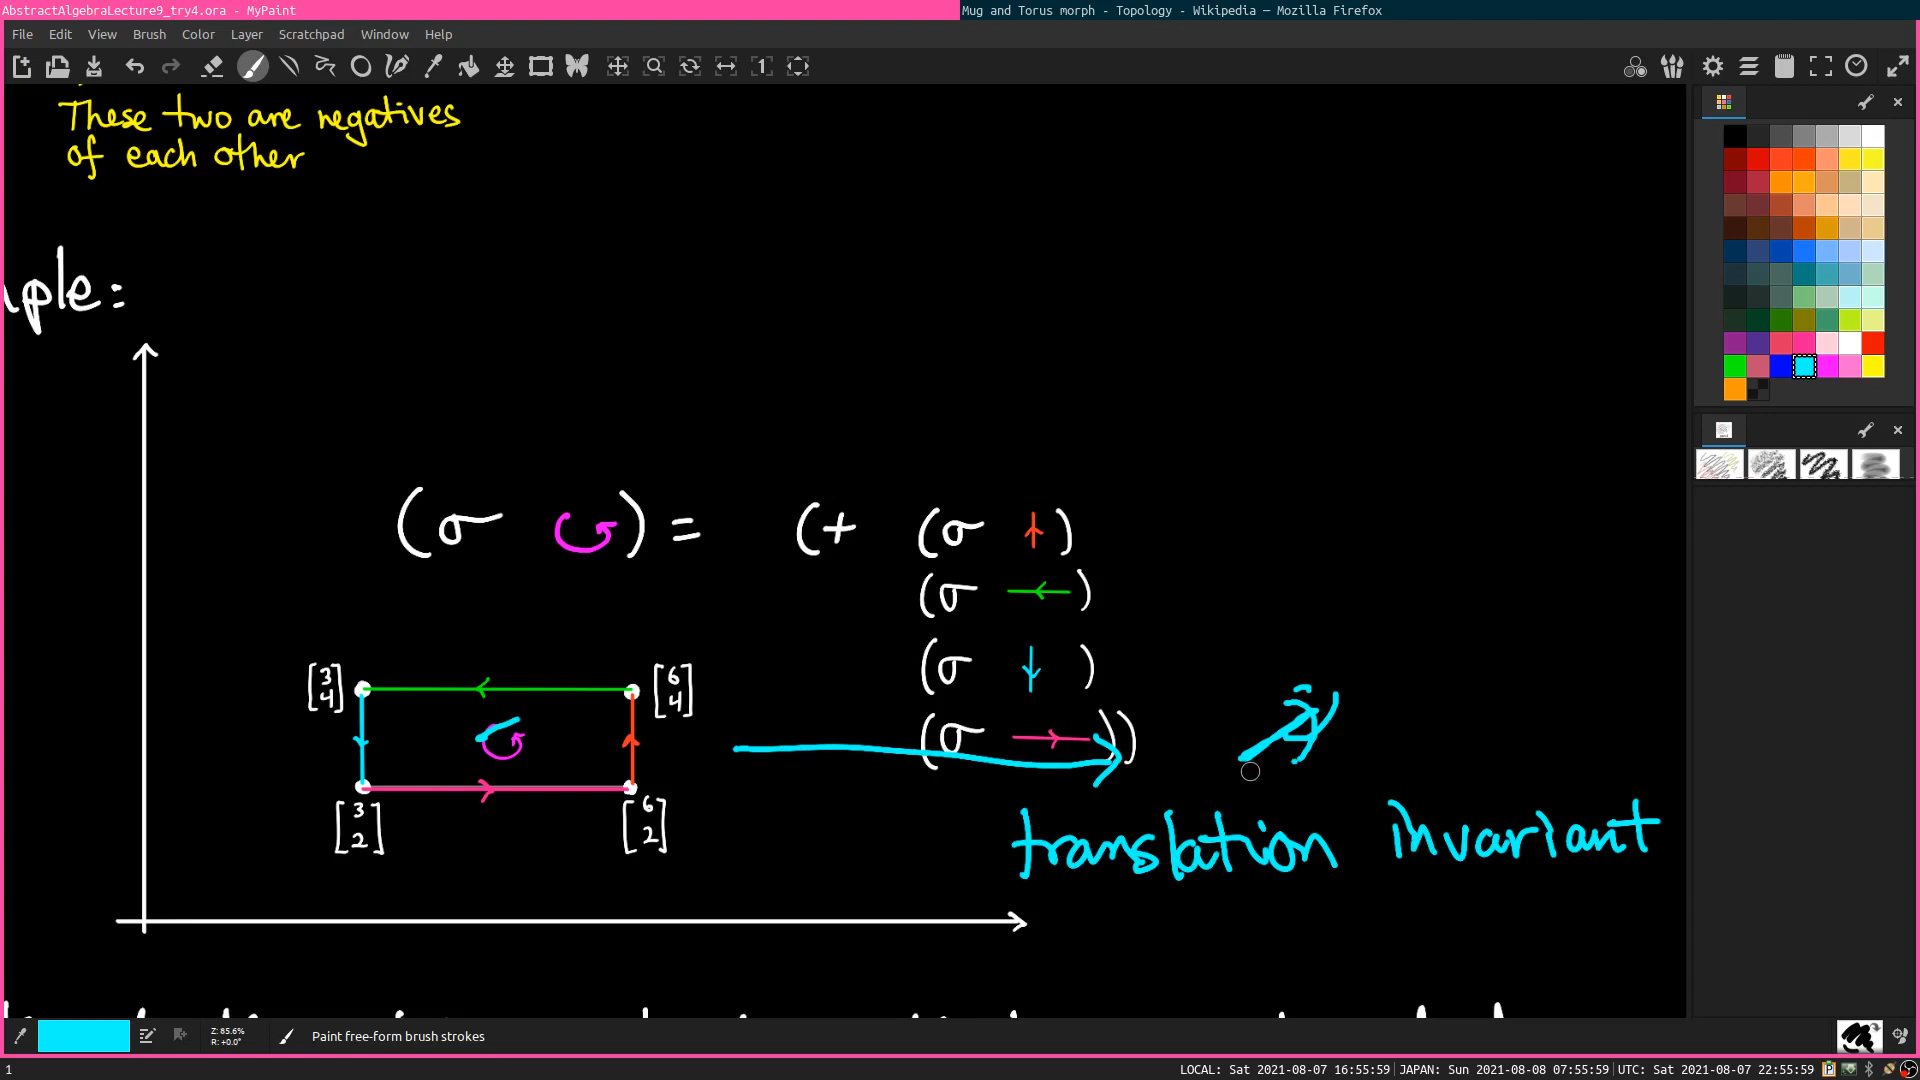 AbstractAlgebraLecture9_try4.ora - MyPaint
Mug and Torus morph - Topology - Wikipedia — Mozilla Firefox
File Edit View Brush Color Layer Scratchpad Window Help
These two are negatives
of each other
ple:
(σ ) = (+ (σ ↑)
(σ ←)
(σ ↓)
(σ →))
[3 4] [6 4]
[3 2] [6 2]
translation invariant
Z: 85.6%
R: +0.0°
Paint free-form brush strokes
1 LOCAL: Sat 2021-08-07 16:55:59 JAPAN: Sun 2021-08-08 07:55:59 UTC: Sat 2021-08-07 22:55:59